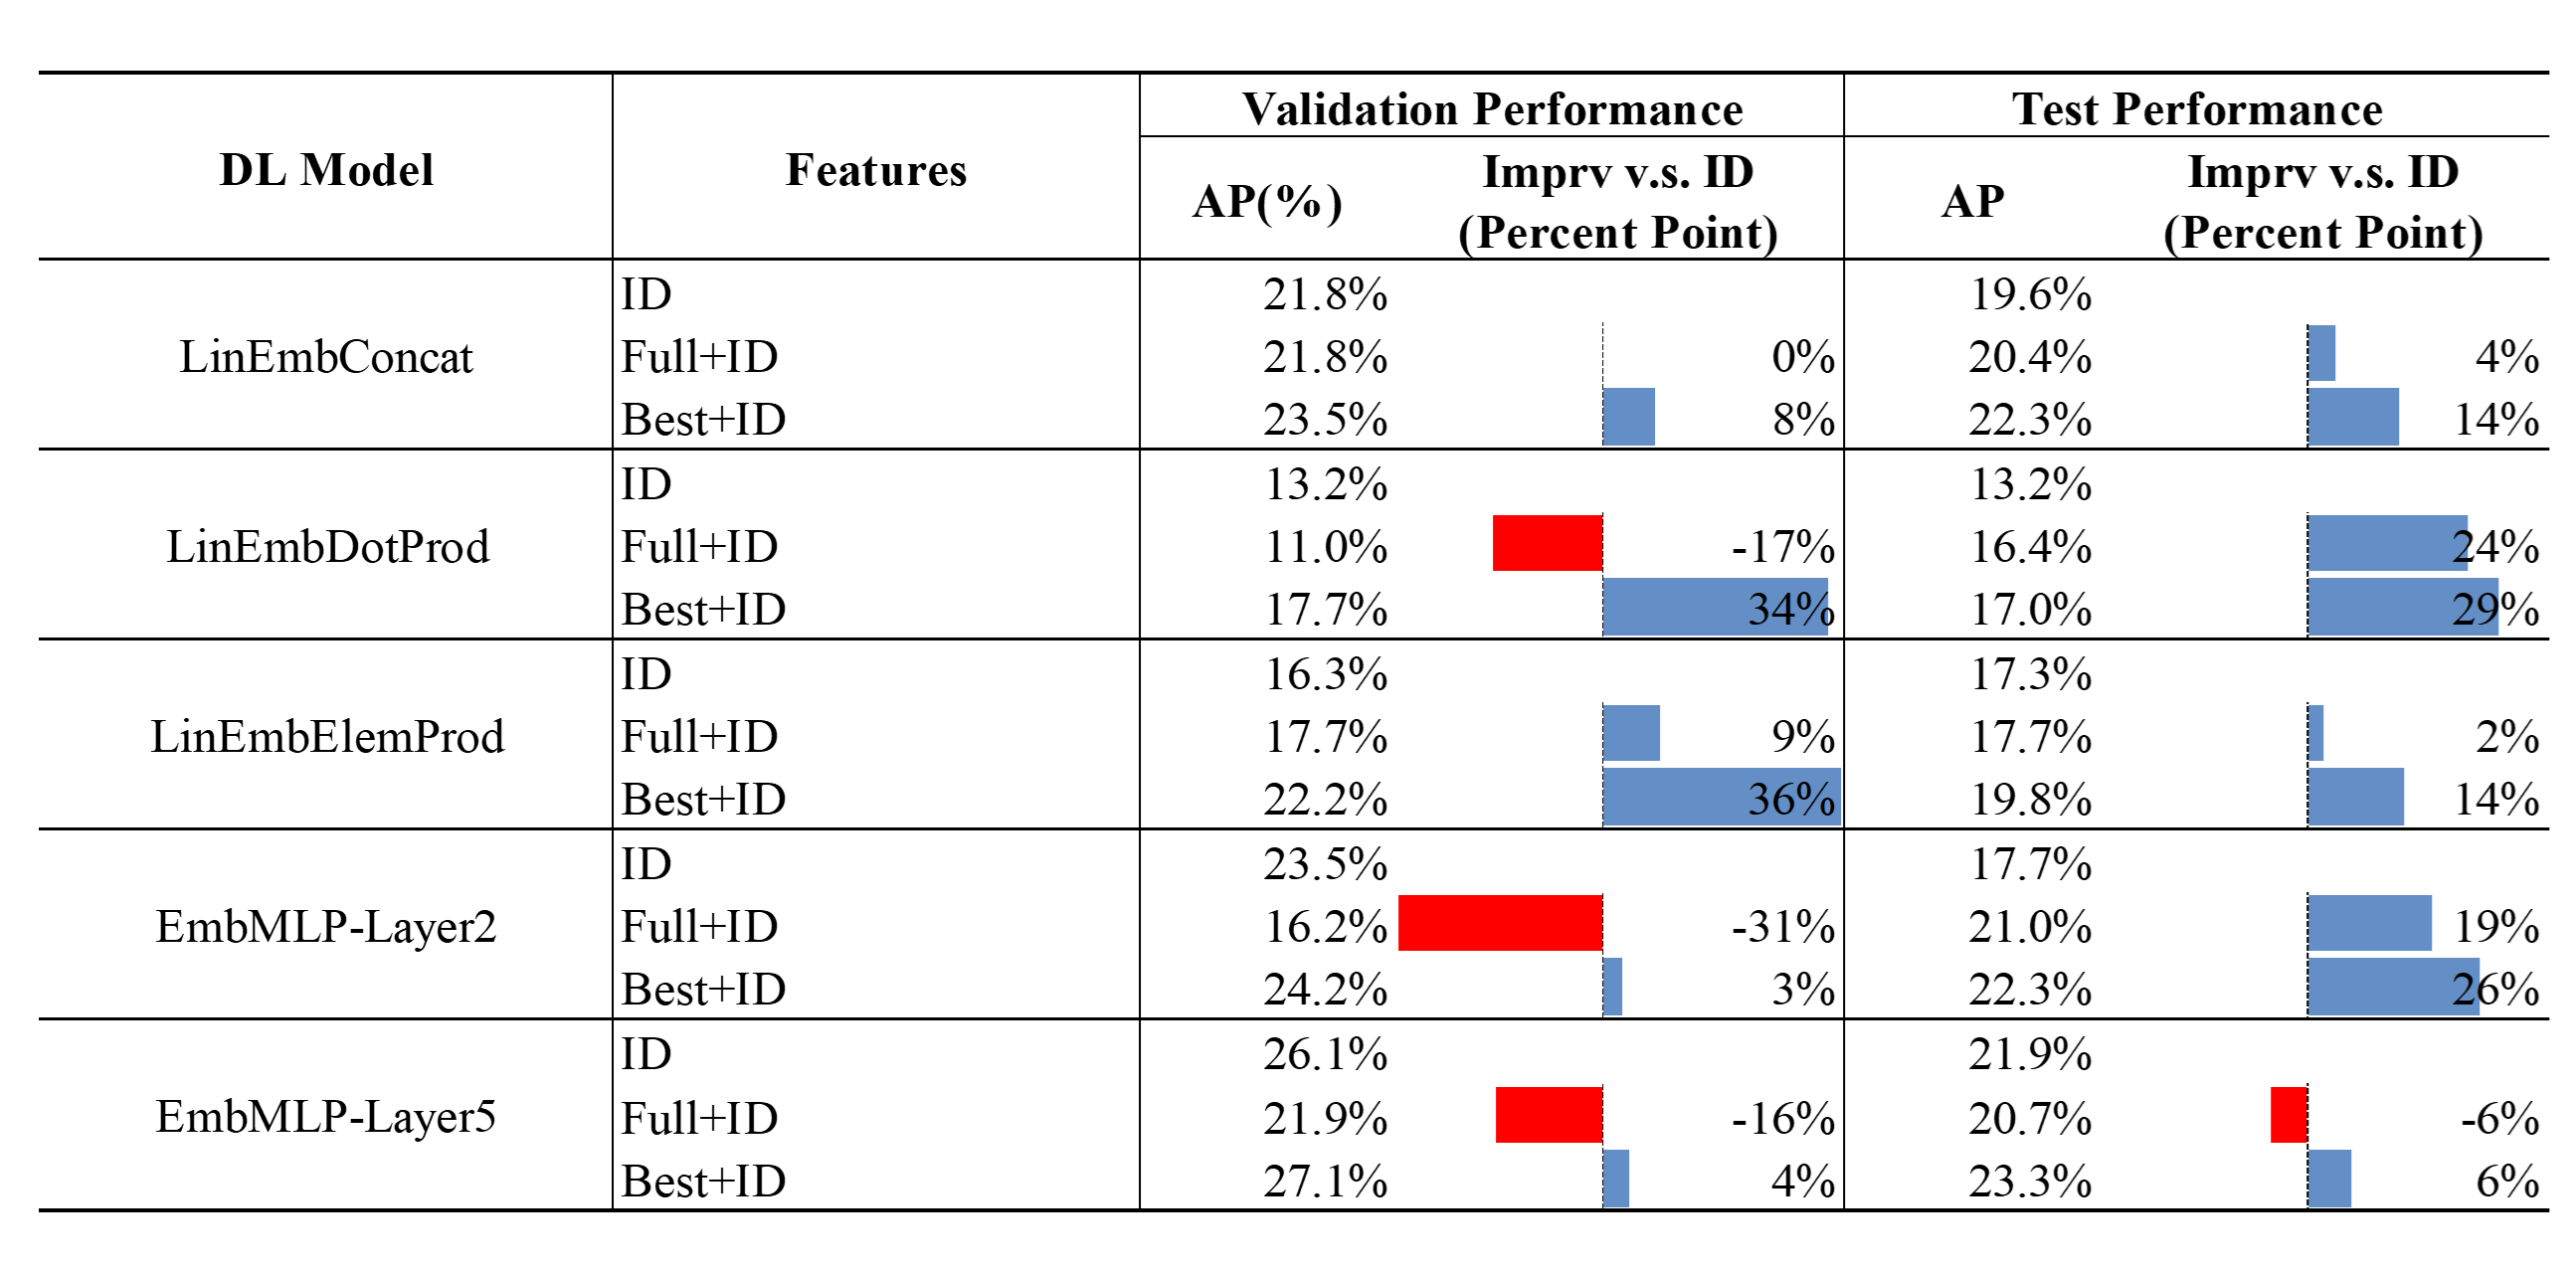 Validation Performance Test Performance
DL Model Features AP(%) Imprv v.s. ID (Percent Point) AP Imprv v.s. ID (Percent Point)
ID 21.8% 19.6%
LinEmbConcat Full+ID 21.8% 0% 20.4% 4%
Best+ID 23.5% 8% 22.3% 14%
ID 13.2% 13.2%
LinEmbDotProd Full+ID 11.0% -17% 16.4% 24%
Best+ID 17.7% 34% 17.0% 29%
ID 16.3% 17.3%
LinEmbElemProd Full+ID 17.7% 9% 17.7% 2%
Best+ID 22.2% 36% 19.8% 14%
ID 23.5% 17.7%
EmbMLP-Layer2 Full+ID 16.2% -31% 21.0% 19%
Best+ID 24.2% 3% 22.3% 26%
ID 26.1% 21.9%
EmbMLP-Layer5 Full+ID 21.9% -16% 20.7% -6%
Best+ID 27.1% 4% 23.3% 6%